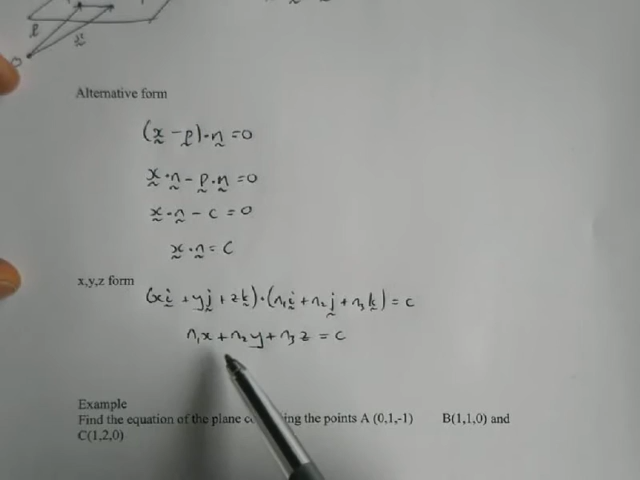 p
x
Alternative form
(x - p)·n = 0
x·n - p·n = 0
x·n - c = 0
x·n = c
x,y,z form
(xi + yj + zk)·(n₁i + n₂j + n₃k) = c
n₁x + n₂y + n₃z = c
Example
Find the equation of the plane co ing the points A (0,1,-1) B(1,1,0) and
C(1,2,0)